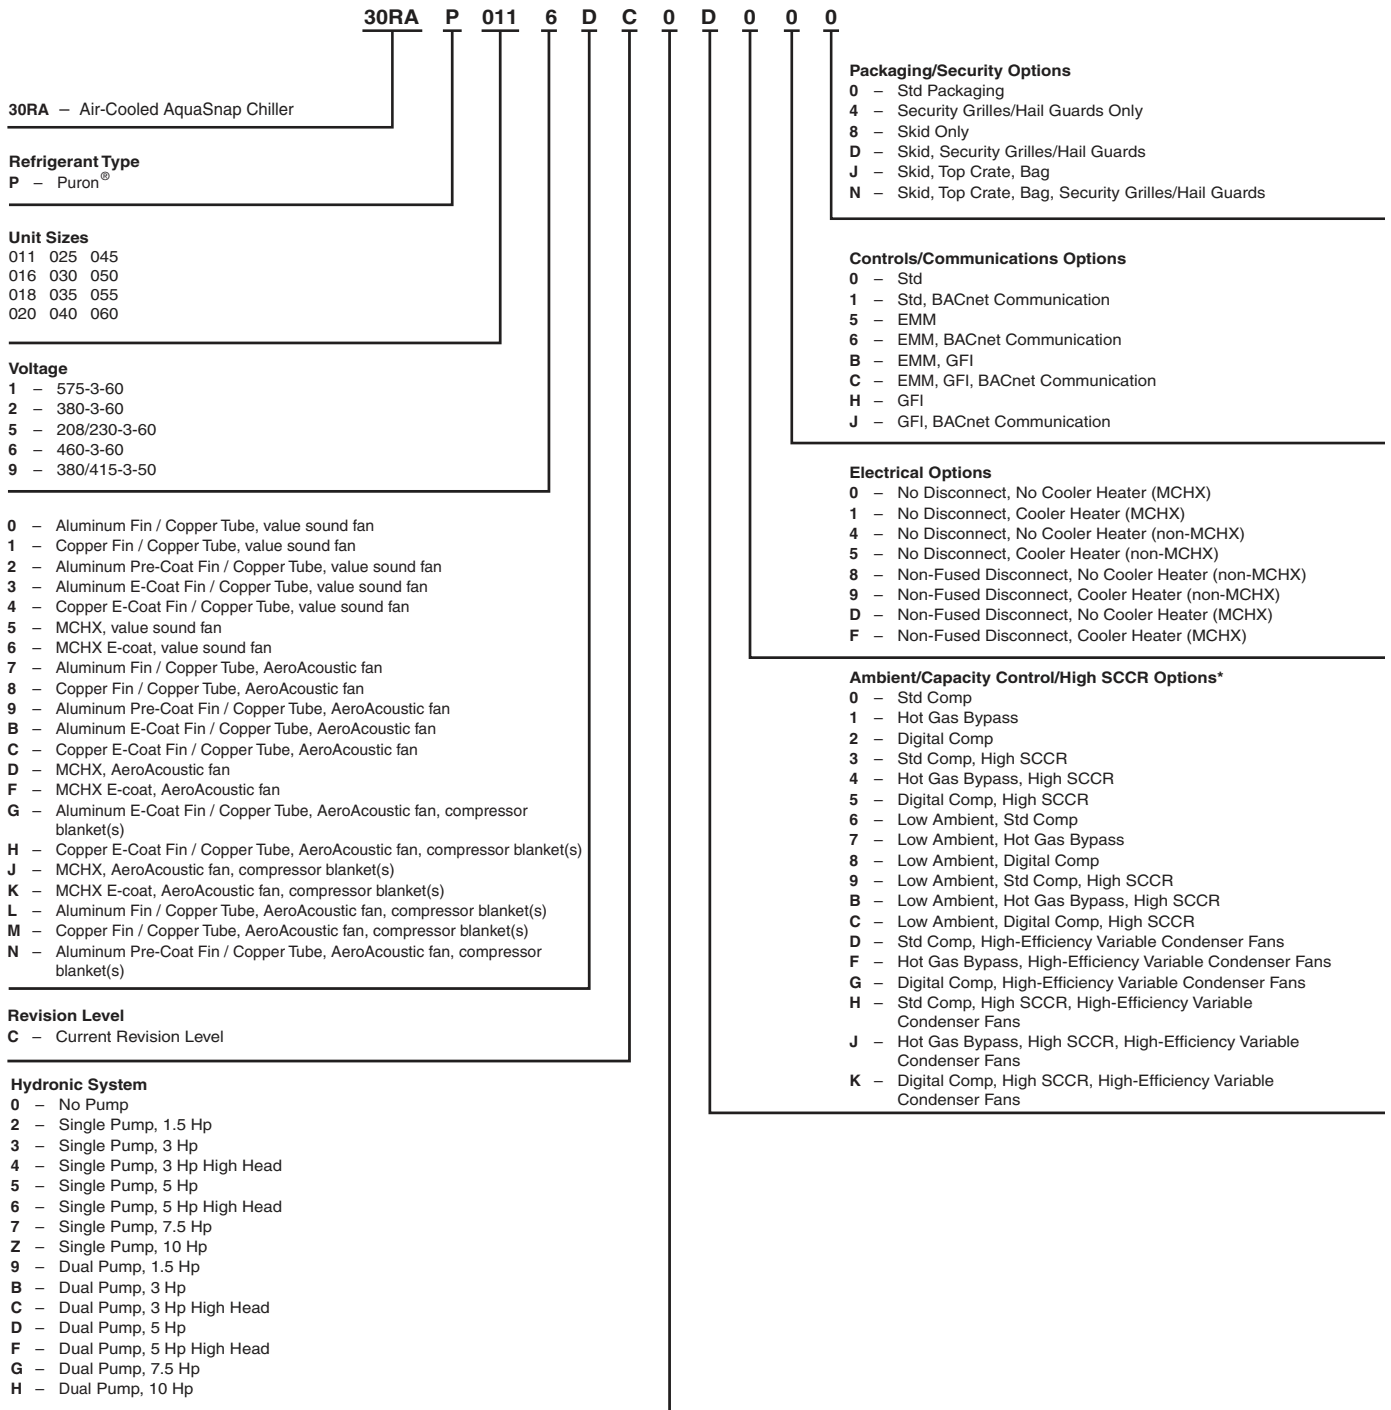 30RA P 011 6 D C 0 D 0 0 0
30RA – Air-Cooled AquaSnap Chiller
Refrigerant Type
P – Puron®
Unit Sizes
011 025 045
016 030 050
018 035 055
020 040 060
Voltage
1 – 575-3-60
2 – 380-3-60
5 – 208/230-3-60
6 – 460-3-60
9 – 380/415-3-50
0 – Aluminum Fin / Copper Tube, value sound fan
1 – Copper Fin / Copper Tube, value sound fan
2 – Aluminum Pre-Coat Fin / Copper Tube, value sound fan
3 – Aluminum E-Coat Fin / Copper Tube, value sound fan
4 – Copper E-Coat Fin / Copper Tube, value sound fan
5 – MCHX, value sound fan
6 – MCHX E-coat, value sound fan
7 – Aluminum Fin / Copper Tube, AeroAcoustic fan
8 – Copper Fin / Copper Tube, AeroAcoustic fan
9 – Aluminum Pre-Coat Fin / Copper Tube, AeroAcoustic fan
B – Aluminum E-Coat Fin / Copper Tube, AeroAcoustic fan
C – Copper E-Coat Fin / Copper Tube, AeroAcoustic fan
D – MCHX, AeroAcoustic fan
F – MCHX E-coat, AeroAcoustic fan
G – Aluminum E-Coat Fin / Copper Tube, AeroAcoustic fan, compressor
blanket(s)
H – Copper E-Coat Fin / Copper Tube, AeroAcoustic fan, compressor blanket(s)
J – MCHX, AeroAcoustic fan, compressor blanket(s)
K – MCHX E-coat, AeroAcoustic fan, compressor blanket(s)
L – Aluminum Fin / Copper Tube, AeroAcoustic fan, compressor blanket(s)
M – Copper Fin / Copper Tube, AeroAcoustic fan, compressor blanket(s)
N – Aluminum Pre-Coat Fin / Copper Tube, AeroAcoustic fan, compressor
blanket(s)
Revision Level
C – Current Revision Level
Hydronic System
0 – No Pump
2 – Single Pump, 1.5 Hp
3 – Single Pump, 3 Hp
4 – Single Pump, 3 Hp High Head
5 – Single Pump, 5 Hp
6 – Single Pump, 5 Hp High Head
7 – Single Pump, 7.5 Hp
Z – Single Pump, 10 Hp
9 – Dual Pump, 1.5 Hp
B – Dual Pump, 3 Hp
C – Dual Pump, 3 Hp High Head
D – Dual Pump, 5 Hp
F – Dual Pump, 5 Hp High Head
G – Dual Pump, 7.5 Hp
H – Dual Pump, 10 Hp
Packaging/Security Options
0 – Std Packaging
4 – Security Grilles/Hail Guards Only
8 – Skid Only
D – Skid, Security Grilles/Hail Guards
J – Skid, Top Crate, Bag
N – Skid, Top Crate, Bag, Security Grilles/Hail Guards
Controls/Communications Options
0 – Std
1 – Std, BACnet Communication
5 – EMM
6 – EMM, BACnet Communication
B – EMM, GFI
C – EMM, GFI, BACnet Communication
H – GFI
J – GFI, BACnet Communication
Electrical Options
0 – No Disconnect, No Cooler Heater (MCHX)
1 – No Disconnect, Cooler Heater (MCHX)
4 – No Disconnect, No Cooler Heater (non-MCHX)
5 – No Disconnect, Cooler Heater (non-MCHX)
8 – Non-Fused Disconnect, No Cooler Heater (non-MCHX)
9 – Non-Fused Disconnect, Cooler Heater (non-MCHX)
D – Non-Fused Disconnect, No Cooler Heater (MCHX)
F – Non-Fused Disconnect, Cooler Heater (MCHX)
Ambient/Capacity Control/High SCCR Options*
0 – Std Comp
1 – Hot Gas Bypass
2 – Digital Comp
3 – Std Comp, High SCCR
4 – Hot Gas Bypass, High SCCR
5 – Digital Comp, High SCCR
6 – Low Ambient, Std Comp
7 – Low Ambient, Hot Gas Bypass
8 – Low Ambient, Digital Comp
9 – Low Ambient, Std Comp, High SCCR
B – Low Ambient, Hot Gas Bypass, High SCCR
C – Low Ambient, Digital Comp, High SCCR
D – Std Comp, High-Efficiency Variable Condenser Fans
F – Hot Gas Bypass, High-Efficiency Variable Condenser Fans
G – Digital Comp, High-Efficiency Variable Condenser Fans
H – Std Comp, High SCCR, High-Efficiency Variable
Condenser Fans
J – Hot Gas Bypass, High SCCR, High-Efficiency Variable
Condenser Fans
K – Digital Comp, High SCCR, High-Efficiency Variable
Condenser Fans